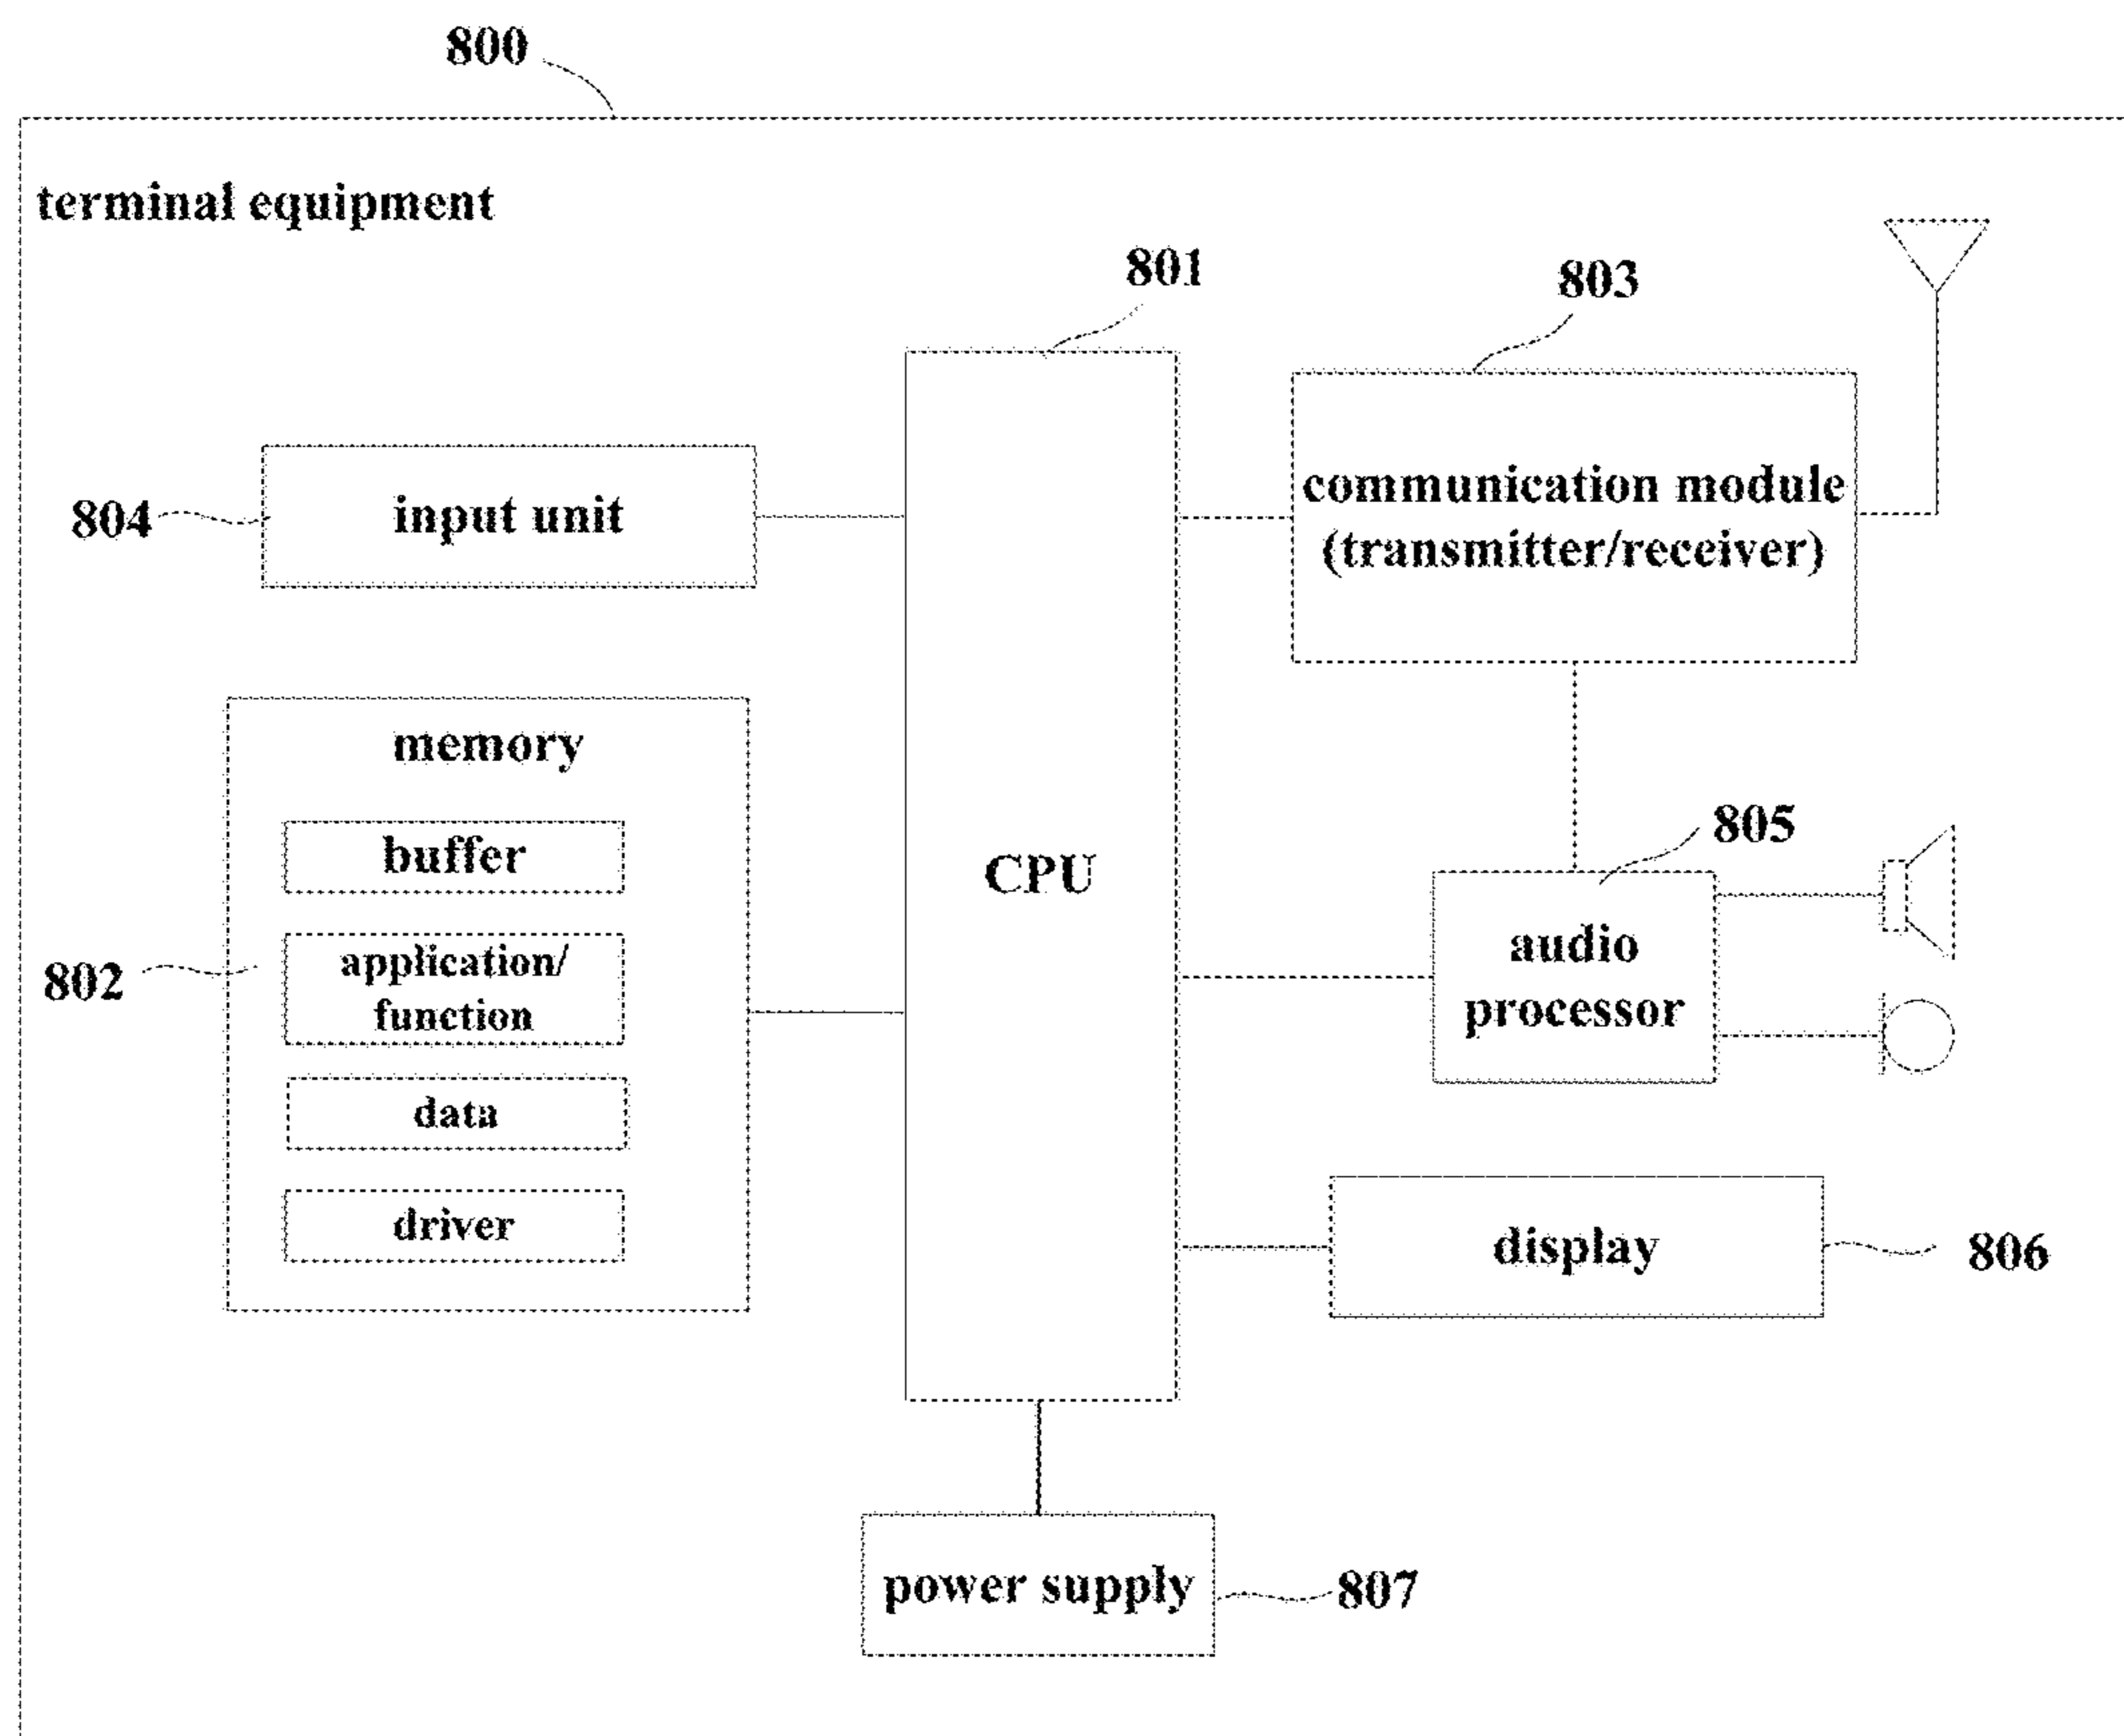 800
terminal equipment
801
803
804
input unit
communication module
(transmitter/receiver)
memory
buffer
802
application/
function
data
driver
CPU
805
audio
processor
display
806
power supply
807